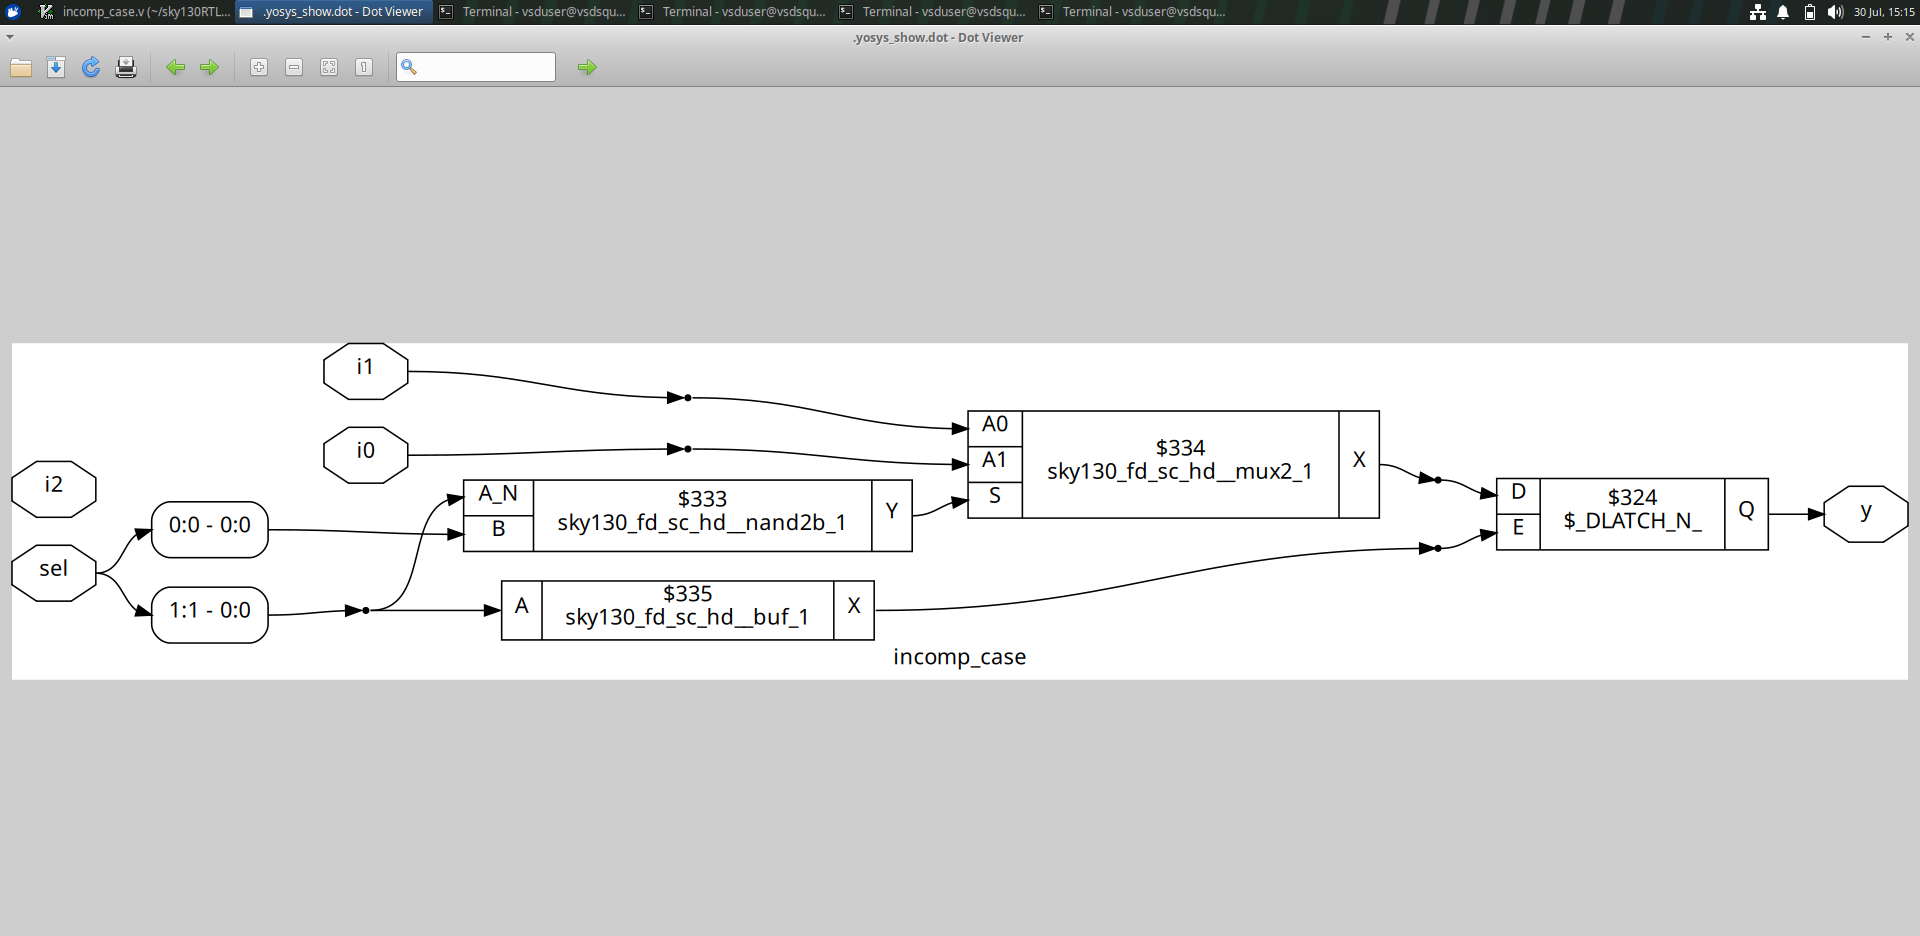 incomp_case.v (~/sky130RTL...
.yosys_show.dot - Dot Viewer
Terminal - vsduser@vsdsqu...
Terminal - vsduser@vsdsqu...
Terminal - vsduser@vsdsqu...
Terminal - vsduser@vsdsqu...
30 Jul, 15:15
.yosys_show.dot - Dot Viewer
i1
i0
i2
sel
0:0 - 0:0
1:1 - 0:0
A_N
B
$333
sky130_fd_sc_hd__nand2b_1
Y
A
$335
sky130_fd_sc_hd__buf_1
X
A0
A1
S
$334
sky130_fd_sc_hd__mux2_1
X
D
E
$324
$_DLATCH_N_
Q
y
incomp_case